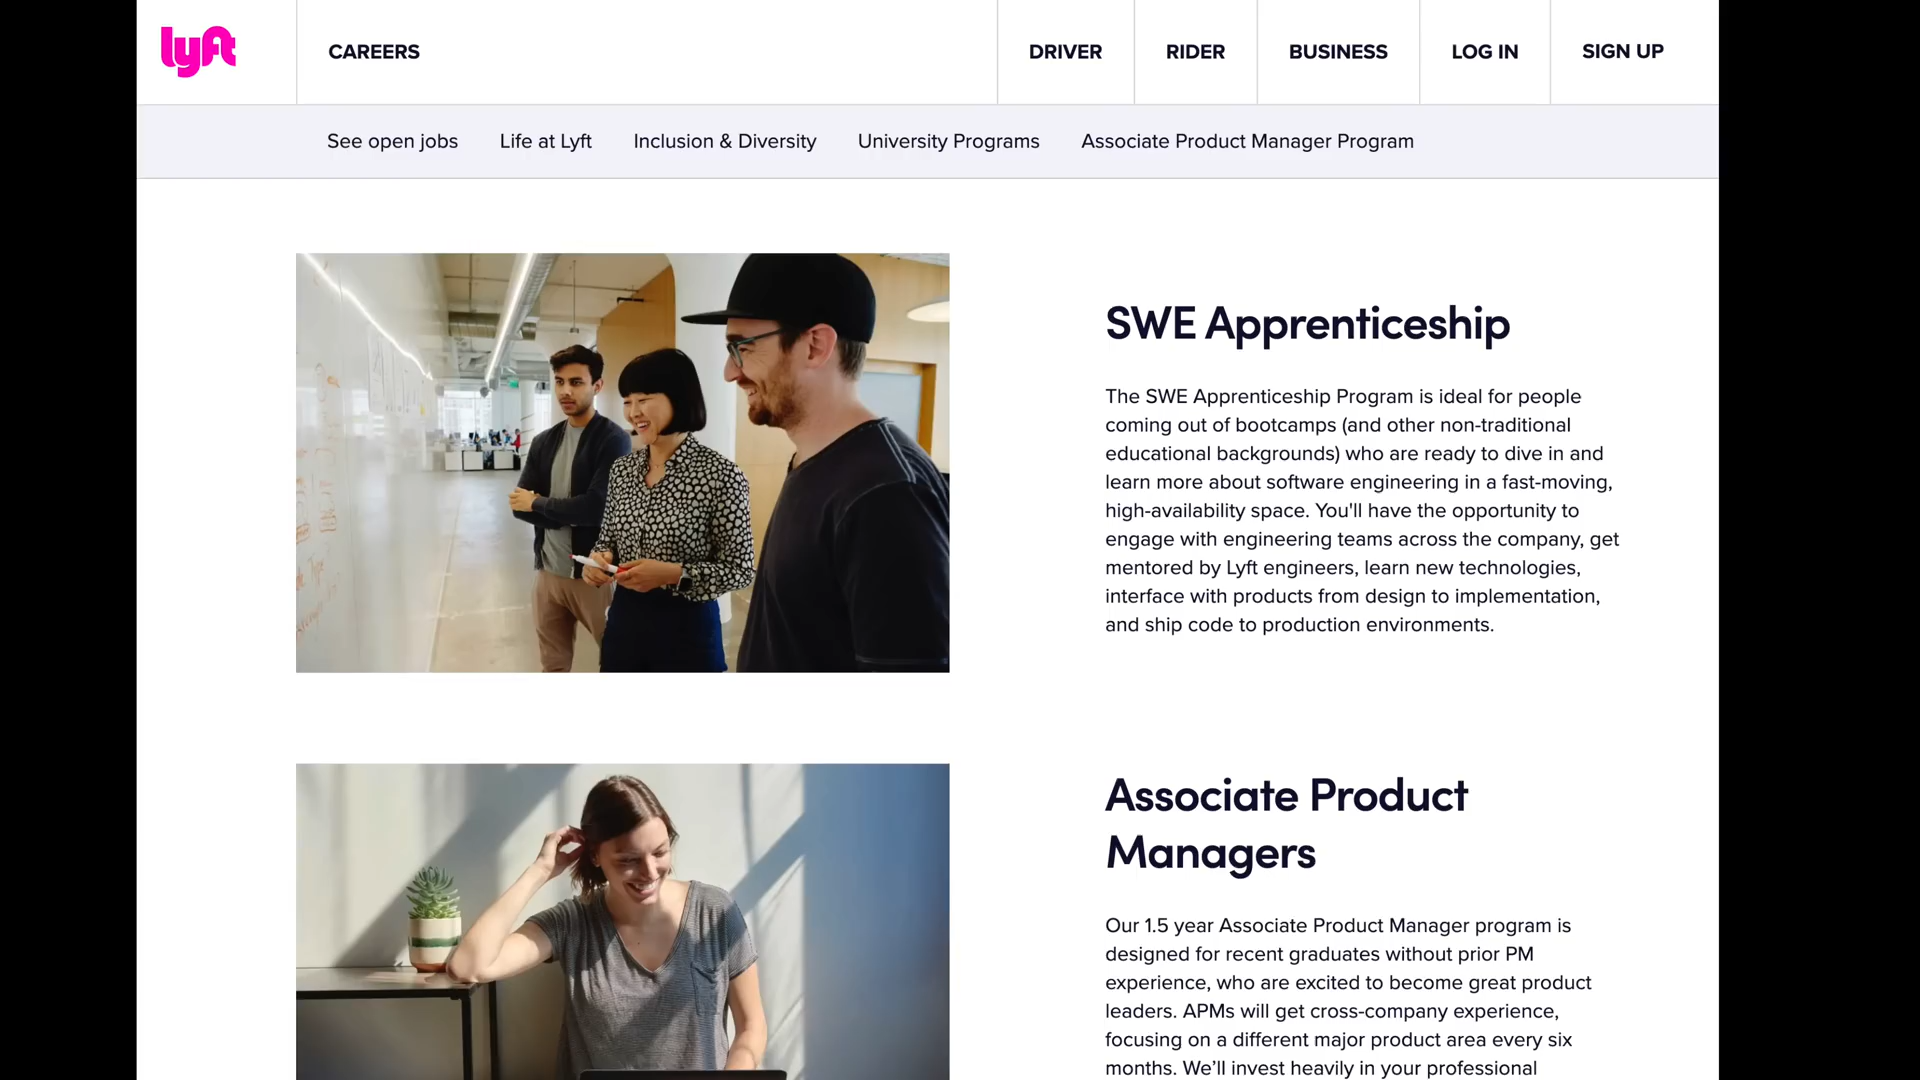 lyft
CAREERS
DRIVER
RIDER
BUSINESS
LOG IN
SIGN UP
See open jobs
Life at Lyft
Inclusion & Diversity
University Programs
Associate Product Manager Program
SWE Apprenticeship
The SWE Apprenticeship Program is ideal for people
coming out of bootcamps (and other non-traditional
educational backgrounds) who are ready to dive in and
learn more about software engineering in a fast-moving,
high-availability space. You'll have the opportunity to
engage with engineering teams across the company, get
mentored by Lyft engineers, learn new technologies,
interface with products from design to implementation,
and ship code to production environments.
Associate Product
Managers
Our 1.5 year Associate Product Manager program is
designed for recent graduates without prior PM
experience, who are excited to become great product
leaders. APMs will get cross-company experience,
focusing on a different major product area every six
months. We’ll invest heavily in your professional